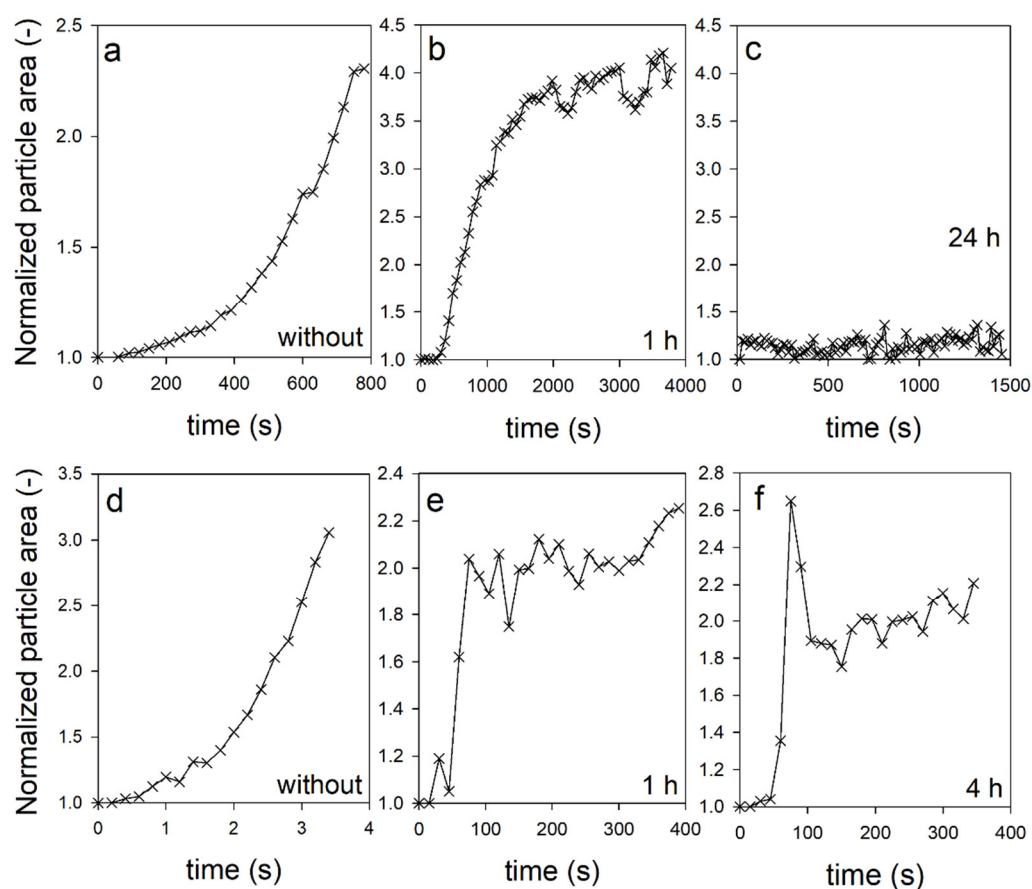 Normalized particle area (-)
a
2.5
2.0
1.5
1.0
0 200 400 600 800
without
time (s)
b
4.5
4.0
3.5
3.0
2.5
2.0
1.5
1.0
0 1000 2000 3000 4000
1 h
time (s)
c
4.5
4.0
3.5
3.0
2.5
2.0
1.5
1.0
0 500 1000 1500
24 h
time (s)
Normalized particle area (-)
d
3.5
3.0
2.5
2.0
1.5
1.0
0 1 2 3 4
without
time (s)
e
2.4
2.2
2.0
1.8
1.6
1.4
1.2
1.0
0 100 200 300 400
1 h
time (s)
f
2.8
2.6
2.4
2.2
2.0
1.8
1.6
1.4
1.2
1.0
0 100 200 300 400
4 h
time (s)